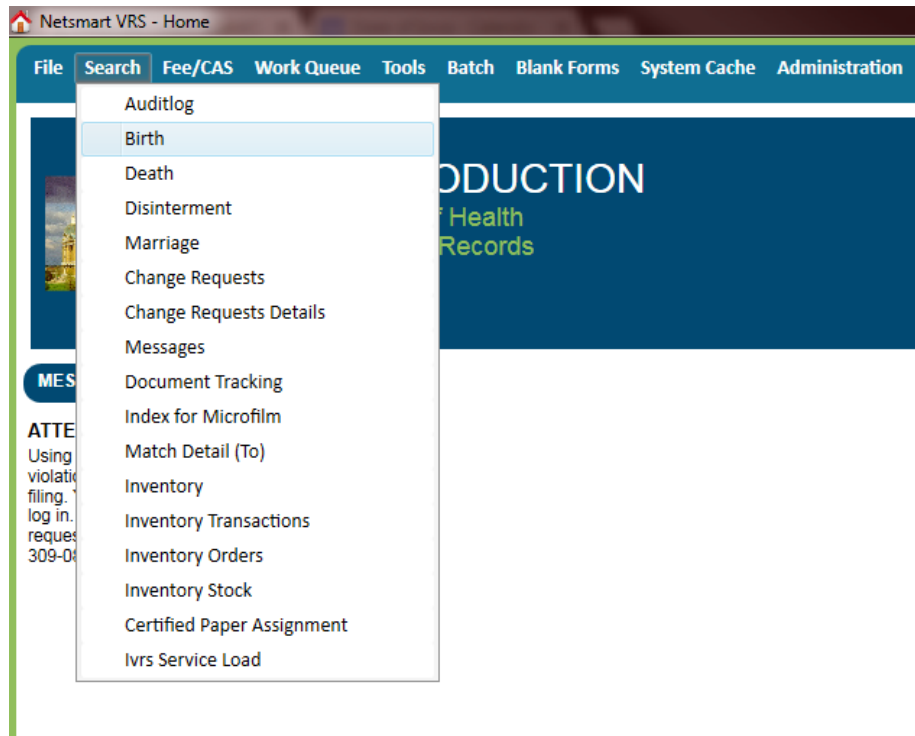 Netsmart VRS - Home
File Search Fee/CAS Work Queue Tools Batch Blank Forms System Cache Administration
Auditlog
Birth
Death
Disinterment
Marriage
Change Requests
Change Requests Details
Messages
Document Tracking
Index for Microfilm
Match Detail (To)
Inventory
Inventory Transactions
Inventory Orders
Inventory Stock
Certified Paper Assignment
Ivrs Service Load
ODUCTION
Health
Records
MES
ATTE
Using
violatio
filing.
log in.
reques
309-08